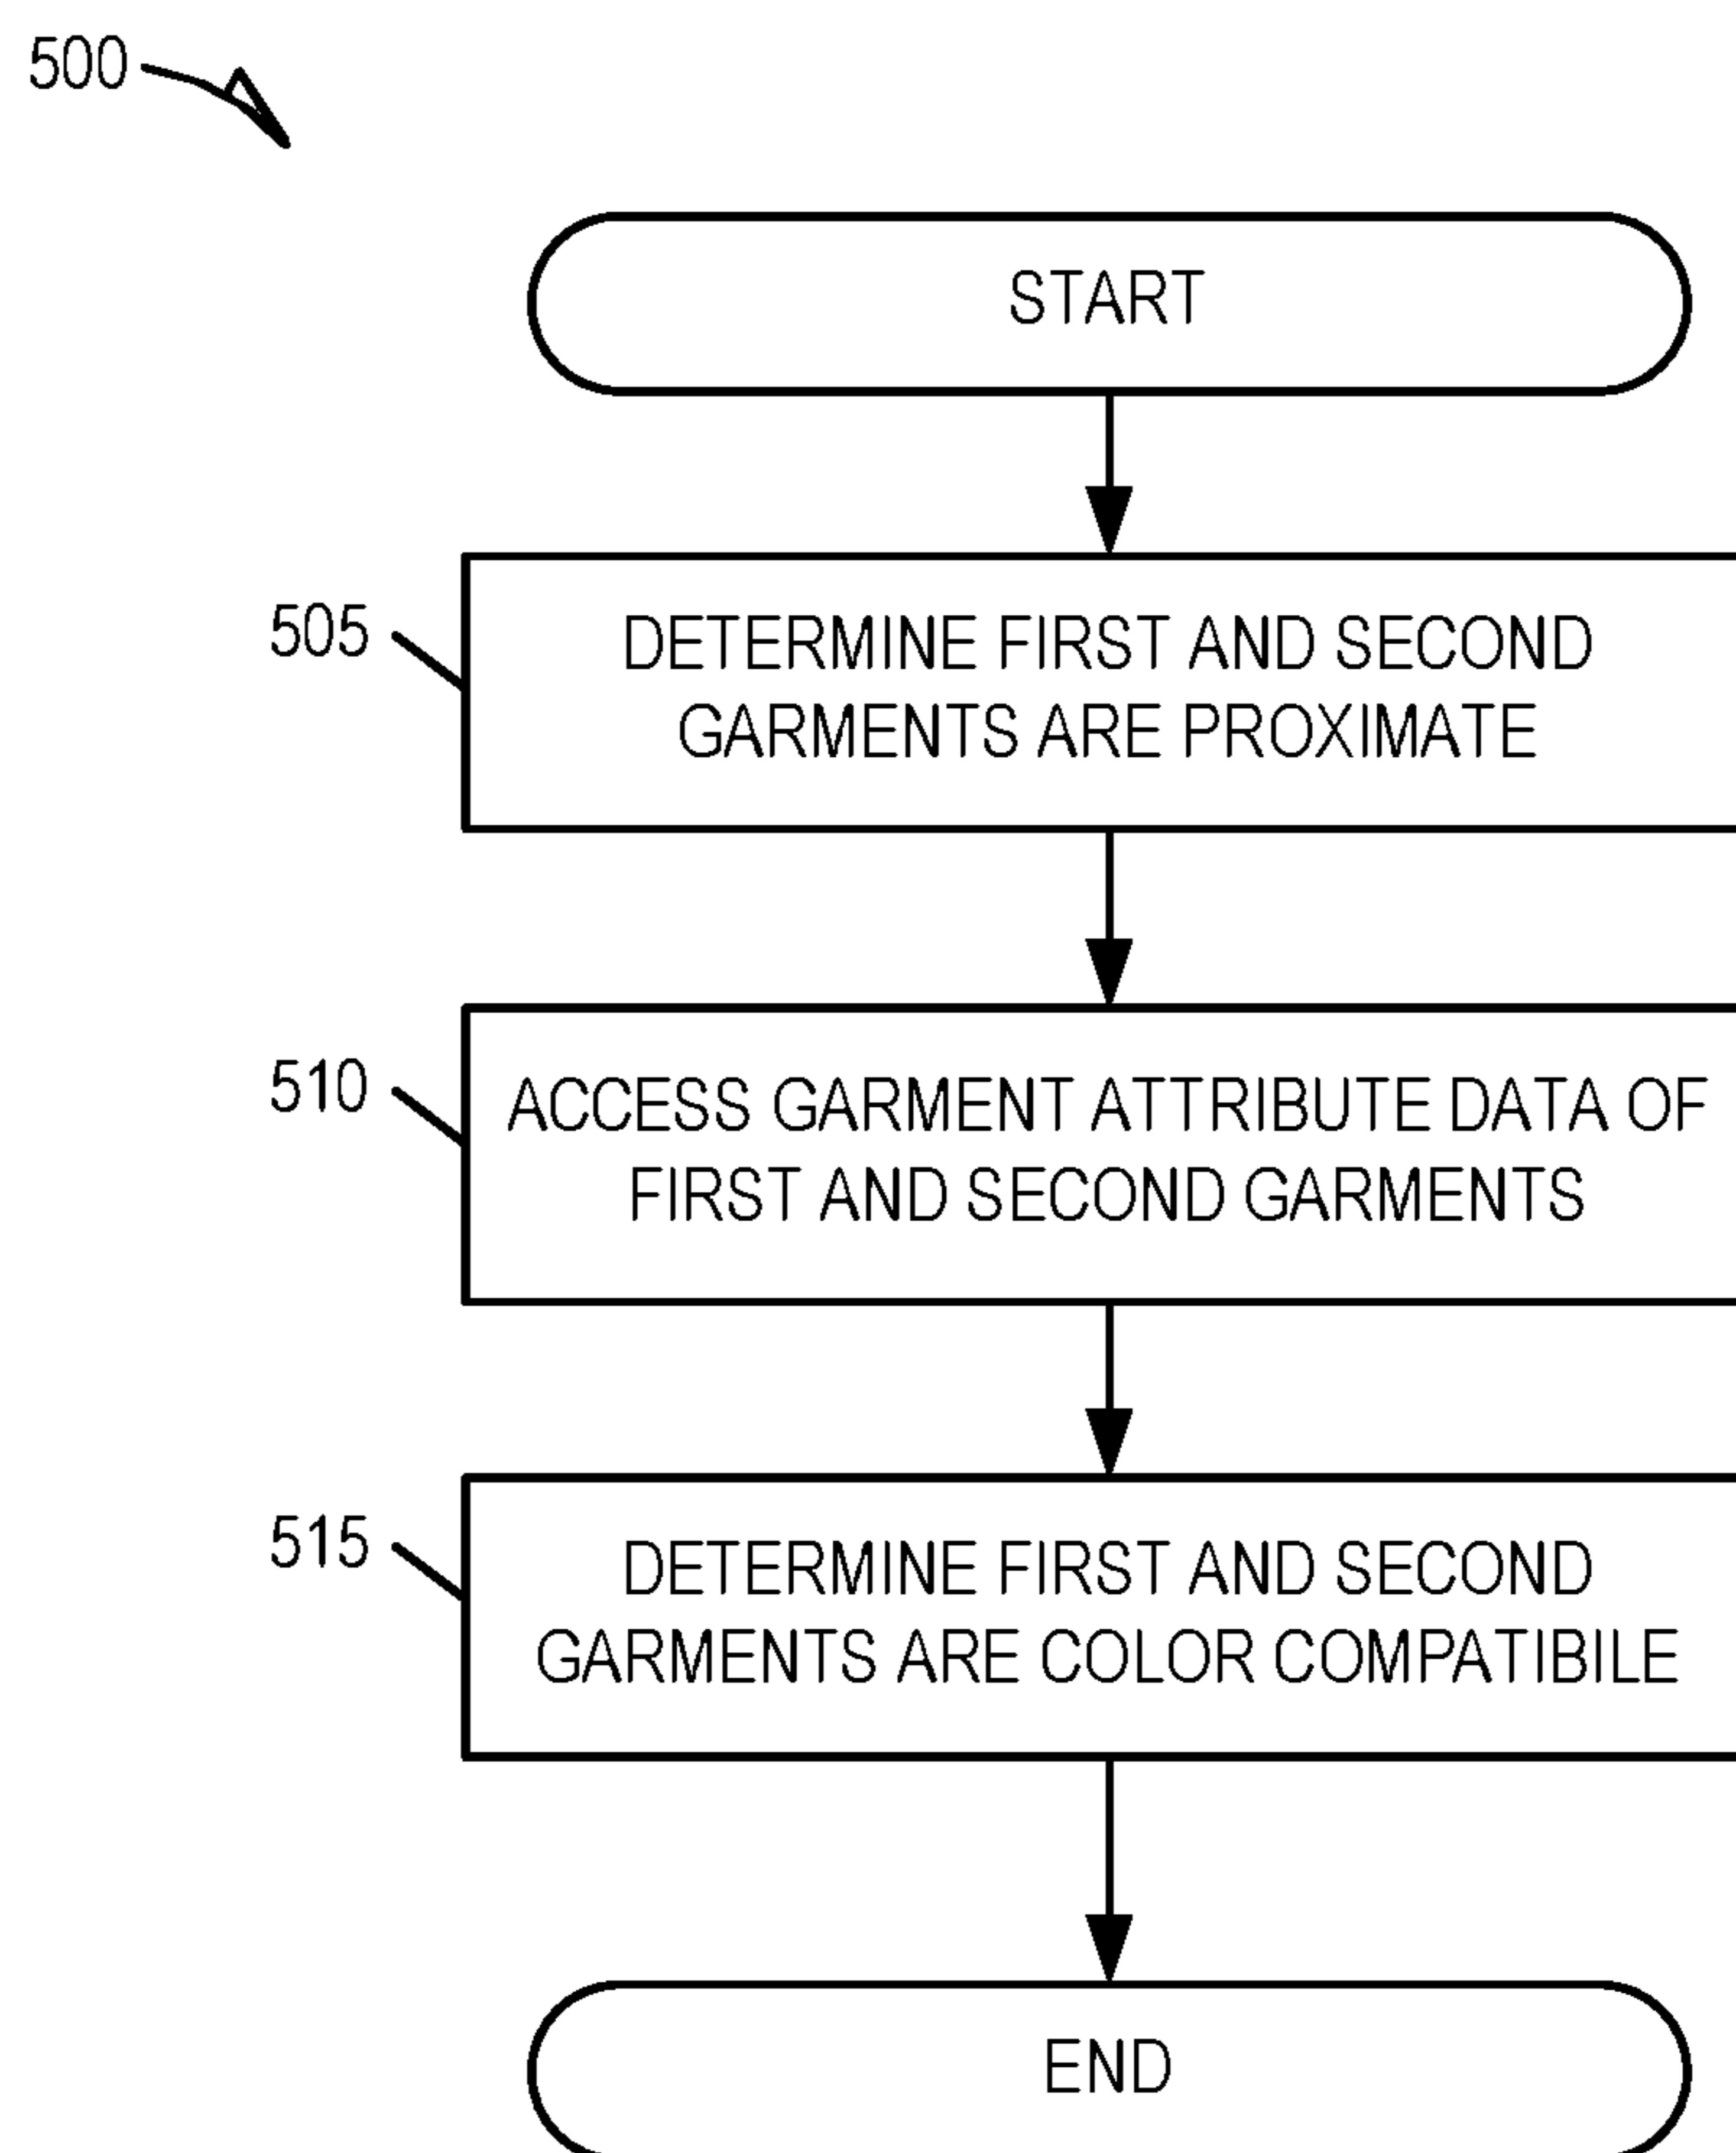 500
START
505
DETERMINE FIRST AND SECOND
GARMENTS ARE PROXIMATE
510
ACCESS GARMENT ATTRIBUTE DATA OF
FIRST AND SECOND GARMENTS
515
DETERMINE FIRST AND SECOND
GARMENTS ARE COLOR COMPATIBILE
END